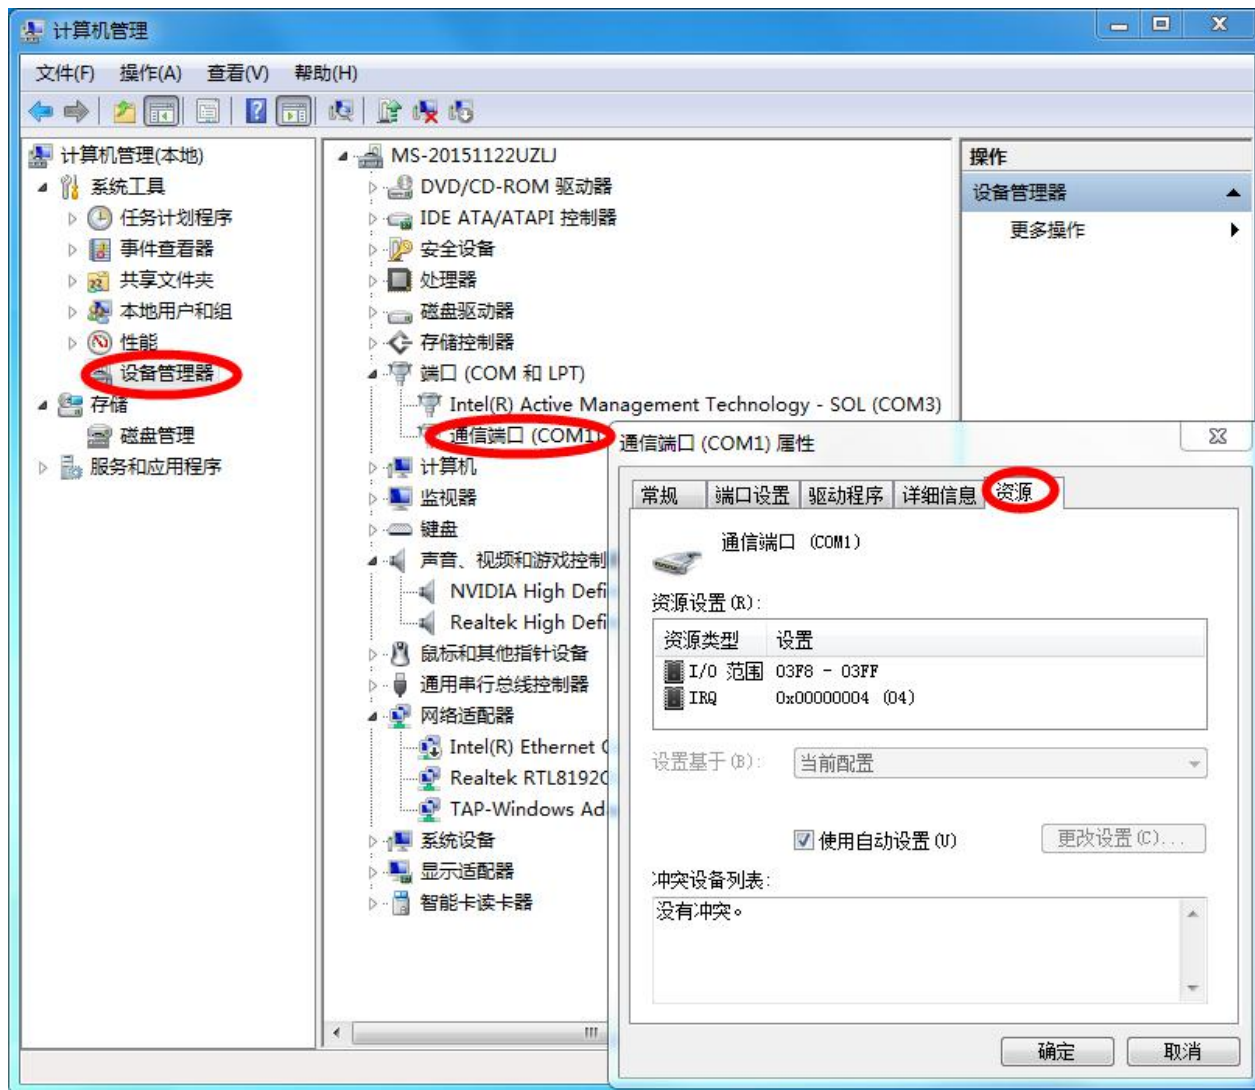 计算机管理
文件(F) 操作(A) 查看(V) 帮助(H)
计算机管理(本地)
系统工具
任务计划程序
事件查看器
共享文件夹
本地用户和组
性能
设备管理器
存储
磁盘管理
服务和应用程序
MS-20151122UZLJ
DVD/CD-ROM 驱动器
IDE ATA/ATAPI 控制器
安全设备
处理器
磁盘驱动器
存储控制器
端口 (COM 和 LPT)
Intel(R) Active Management Technology - SOL (COM3)
通信端口 (COM1)
计算机
监视器
键盘
声音、视频和游戏控制
NVIDIA High Defi
Realtek High Defi
鼠标和其他指针设备
通用串行总线控制器
网络适配器
Intel(R) Ethernet
Realtek RTL8192C
TAP-Windows Ad
系统设备
显示适配器
智能卡读卡器
操作
设备管理器
更多操作
通信端口 (COM1) 属性
常规 端口设置 驱动程序 详细信息 资源
通信端口 (COM1)
资源设置(R):
资源类型 设置
I/O 范围 03F8 - 03FF
IRQ 0x00000004 (04)
设置基于(B): 当前配置
使用自动设置(U) 更改设置(C)...
冲突设备列表:
没有冲突。
确定 取消